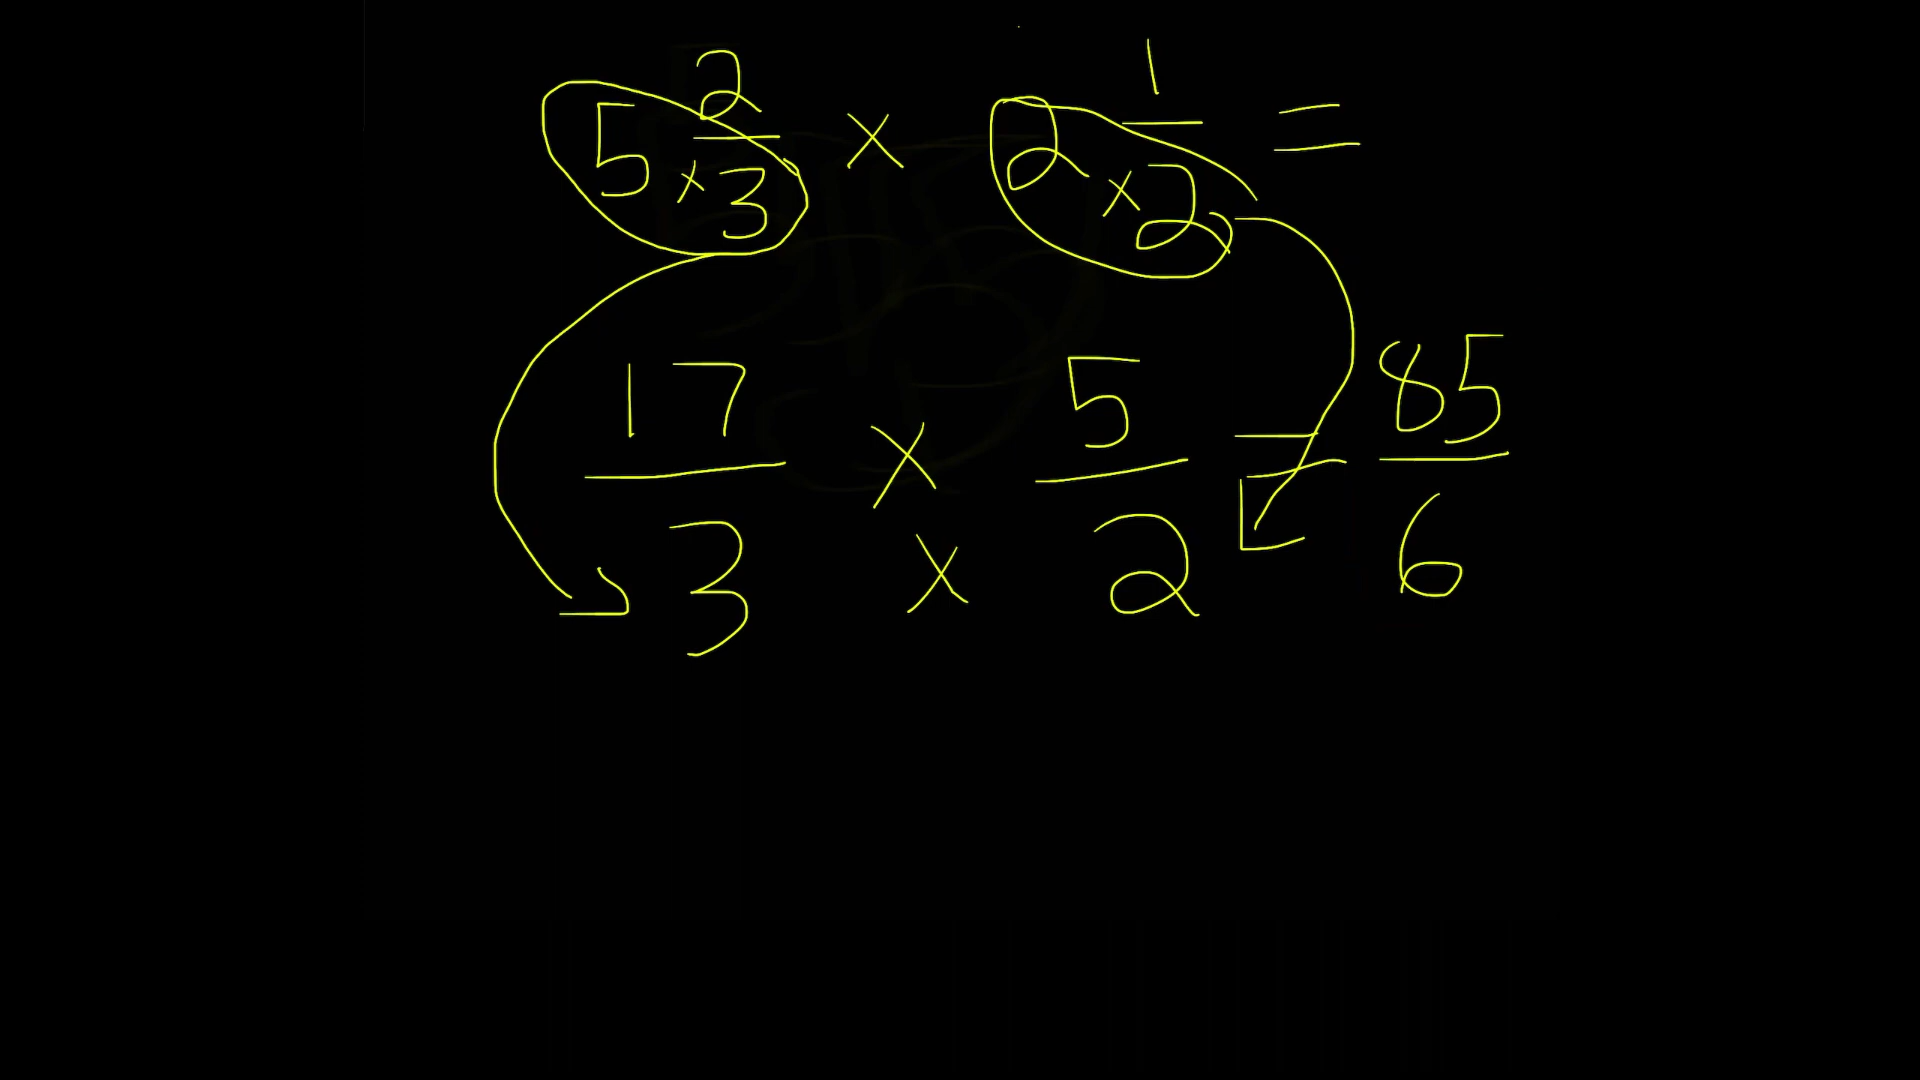 5 2/×3 × 2 1/×2 =
17/3 × 5/2 = 85/6
×